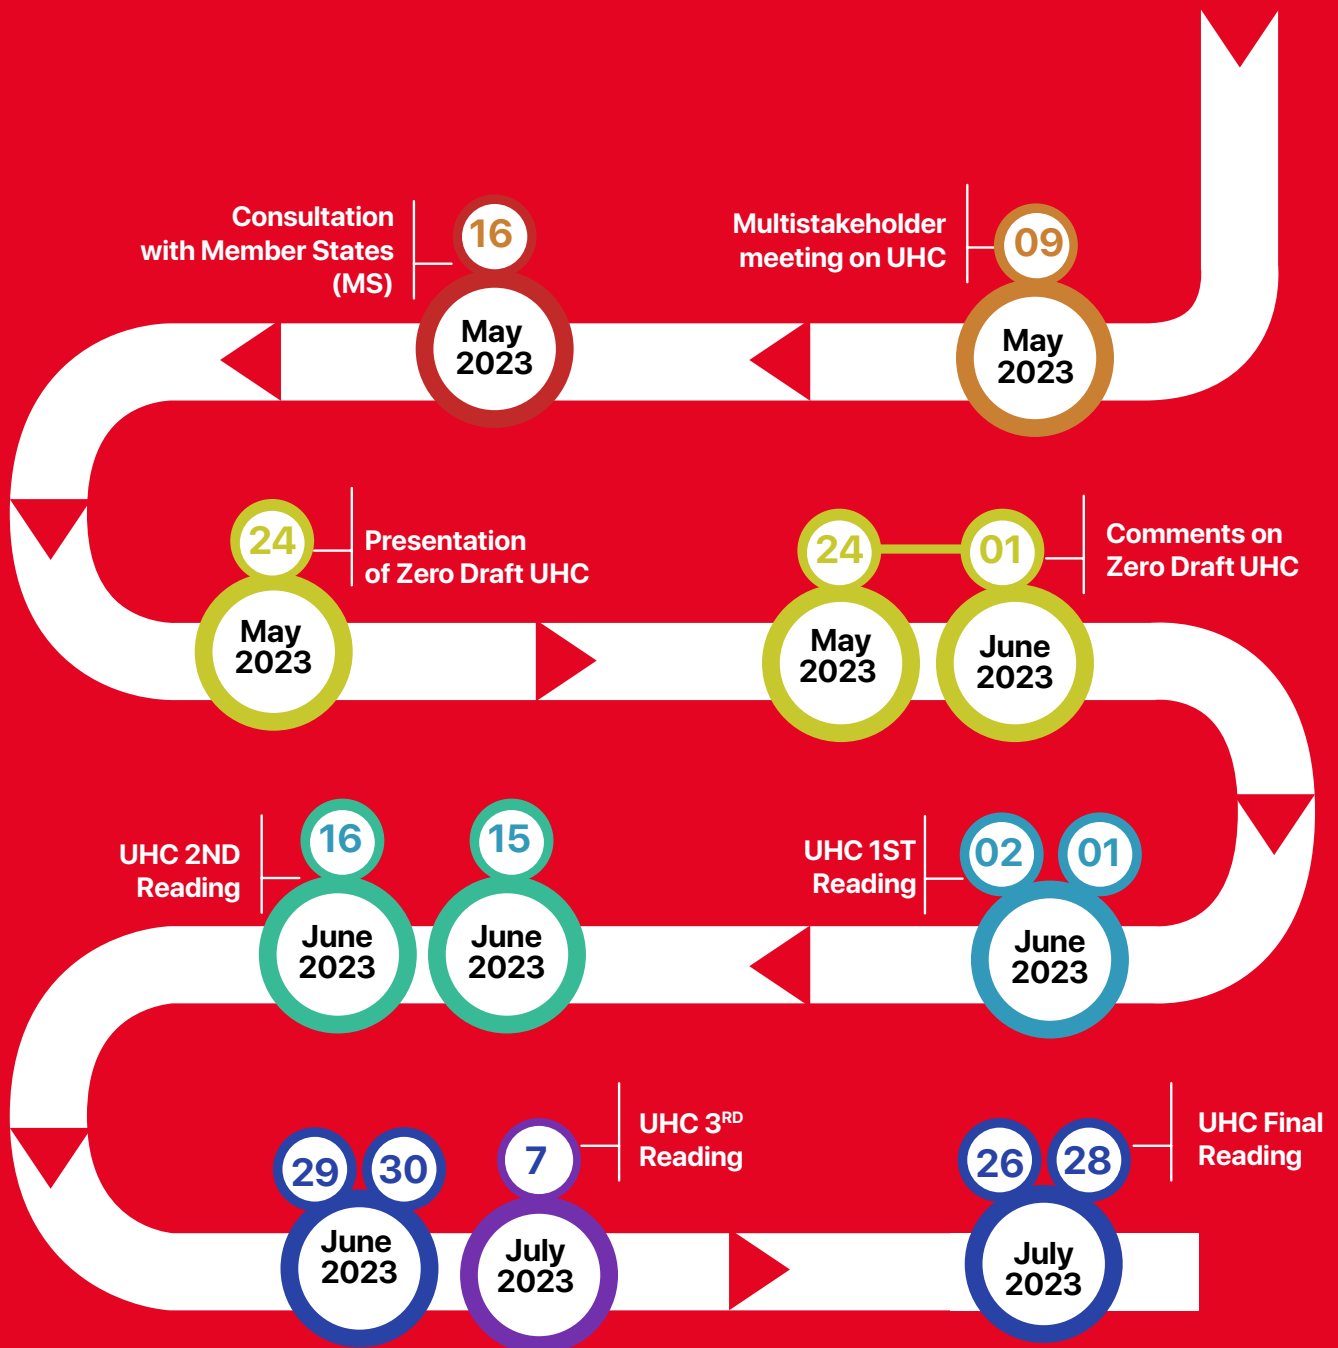 Multistakeholder
meeting on UHC
09
May
2023
Consultation
with Member States
(MS)
16
May
2023
24
May
2023
Presentation
of Zero Draft UHC
24
May
2023
01
June
2023
Comments on
Zero Draft UHC
UHC 1ST
Reading
02
01
June
2023
15
June
2023
UHC 2ND
Reading
16
June
2023
29
30
June
2023
7
July
2023
UHC 3RD
Reading
26
28
July
2023
UHC Final
Reading